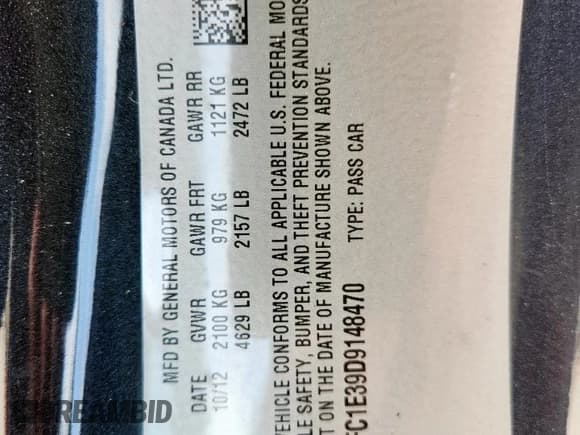 MFD BY GENERAL MOTORS OF CANADA LTD.
DATE GVWR GAWR FRT GAWR RR
10/12 2100 KG 979 KG 1121 KG
4629 LB 2157 LB 2472 LB
VEHICLE CONFORMS TO ALL APPLICABLE U.S. FEDERAL MO
LE SAFETY, BUMPER, AND THEFT PREVENTION STANDARDS
T ON THE DATE OF MANUFACTURE SHOWN ABOVE.
FC1E39D9148470 TYPE: PASS CAR
STREAMBID